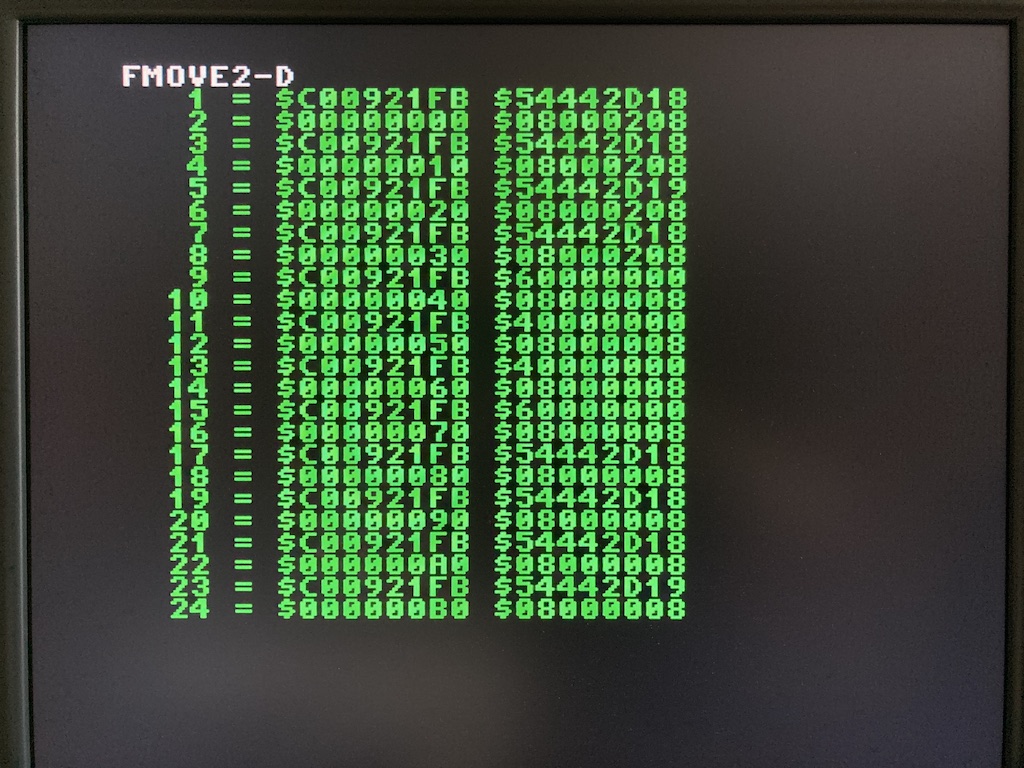 FMOVE2-D
1 = $C00921FB $54442D18
2 = $00000000 $08000208
3 = $C00921FB $54442D18
4 = $00000010 $08000208
5 = $C00921FB $54442D19
6 = $00000020 $08000208
7 = $C00921FB $54442D18
8 = $00000030 $08000208
9 = $C00921FB $60000000
10 = $00000040 $08000008
11 = $C00921FB $40000000
12 = $00000050 $08000008
13 = $C00921FB $40000000
14 = $00000060 $08000008
15 = $C00921FB $60000000
16 = $00000070 $08000008
17 = $C00921FB $54442D18
18 = $00000080 $08000008
19 = $C00921FB $54442D18
20 = $00000090 $08000008
21 = $C00921FB $54442D18
22 = $000000A0 $08000008
23 = $C00921FB $54442D19
24 = $000000B0 $08000008